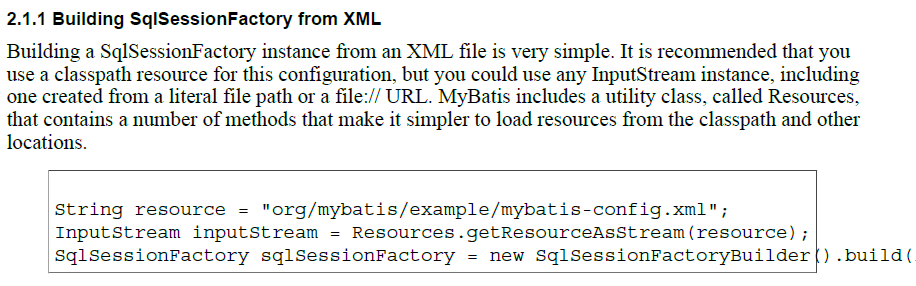 2.1.1 Building SqlSessionFactory from XML
Building a SqlSessionFactory instance from an XML file is very simple. It is recommended that you
use a classpath resource for this configuration, but you could use any InputStream instance, including
one created from a literal file path or a file:// URL. MyBatis includes a utility class, called Resources,
that contains a number of methods that make it simpler to load resources from the classpath and other
locations.
String resource = "org/mybatis/example/mybatis-config.xml";
InputStream inputStream = Resources.getResourceAsStream(resource);
SqlSessionFactory sqlSessionFactory = new SqlSessionFactoryBuilder().build(